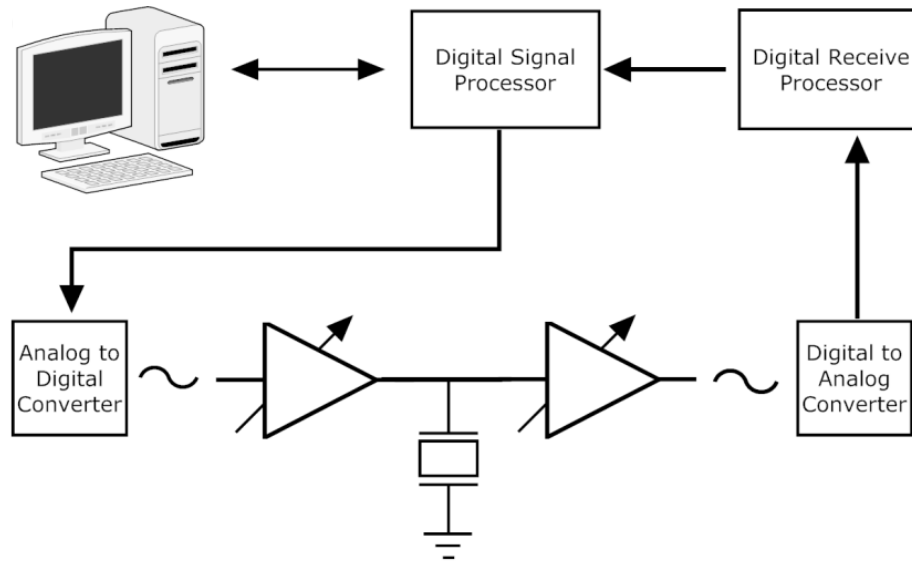 Digital Signal
Processor
Digital Receive
Processor
Analog to
Digital
Converter
Digital to
Analog
Converter